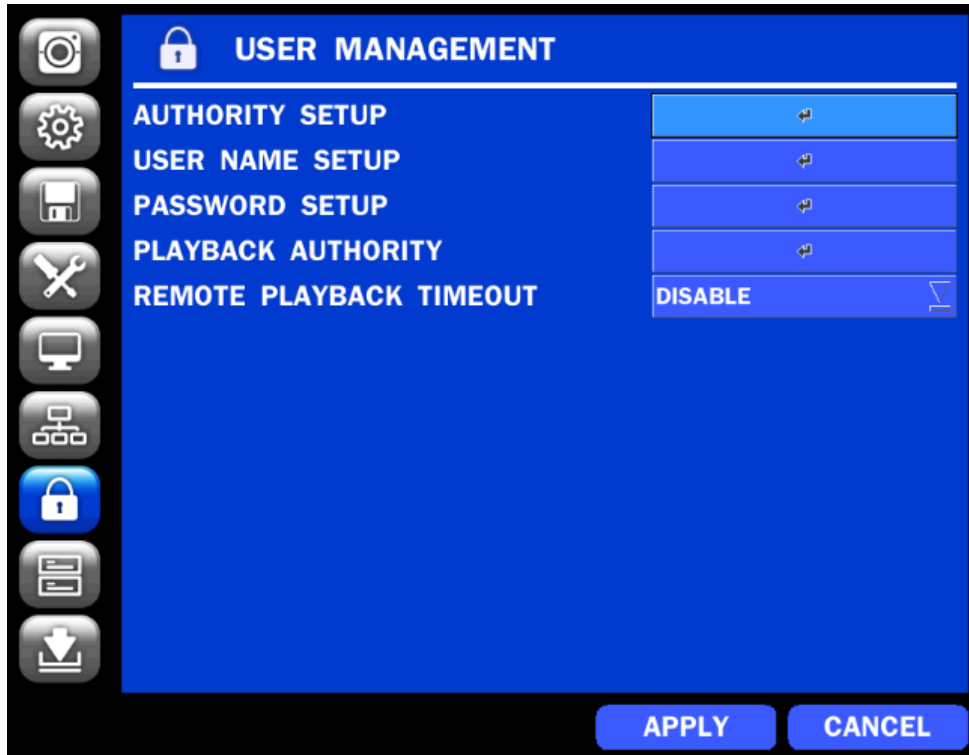 USER MANAGEMENT
AUTHORITY SETUP
USER NAME SETUP
PASSWORD SETUP
PLAYBACK AUTHORITY
REMOTE PLAYBACK TIMEOUT DISABLE
APPLY CANCEL